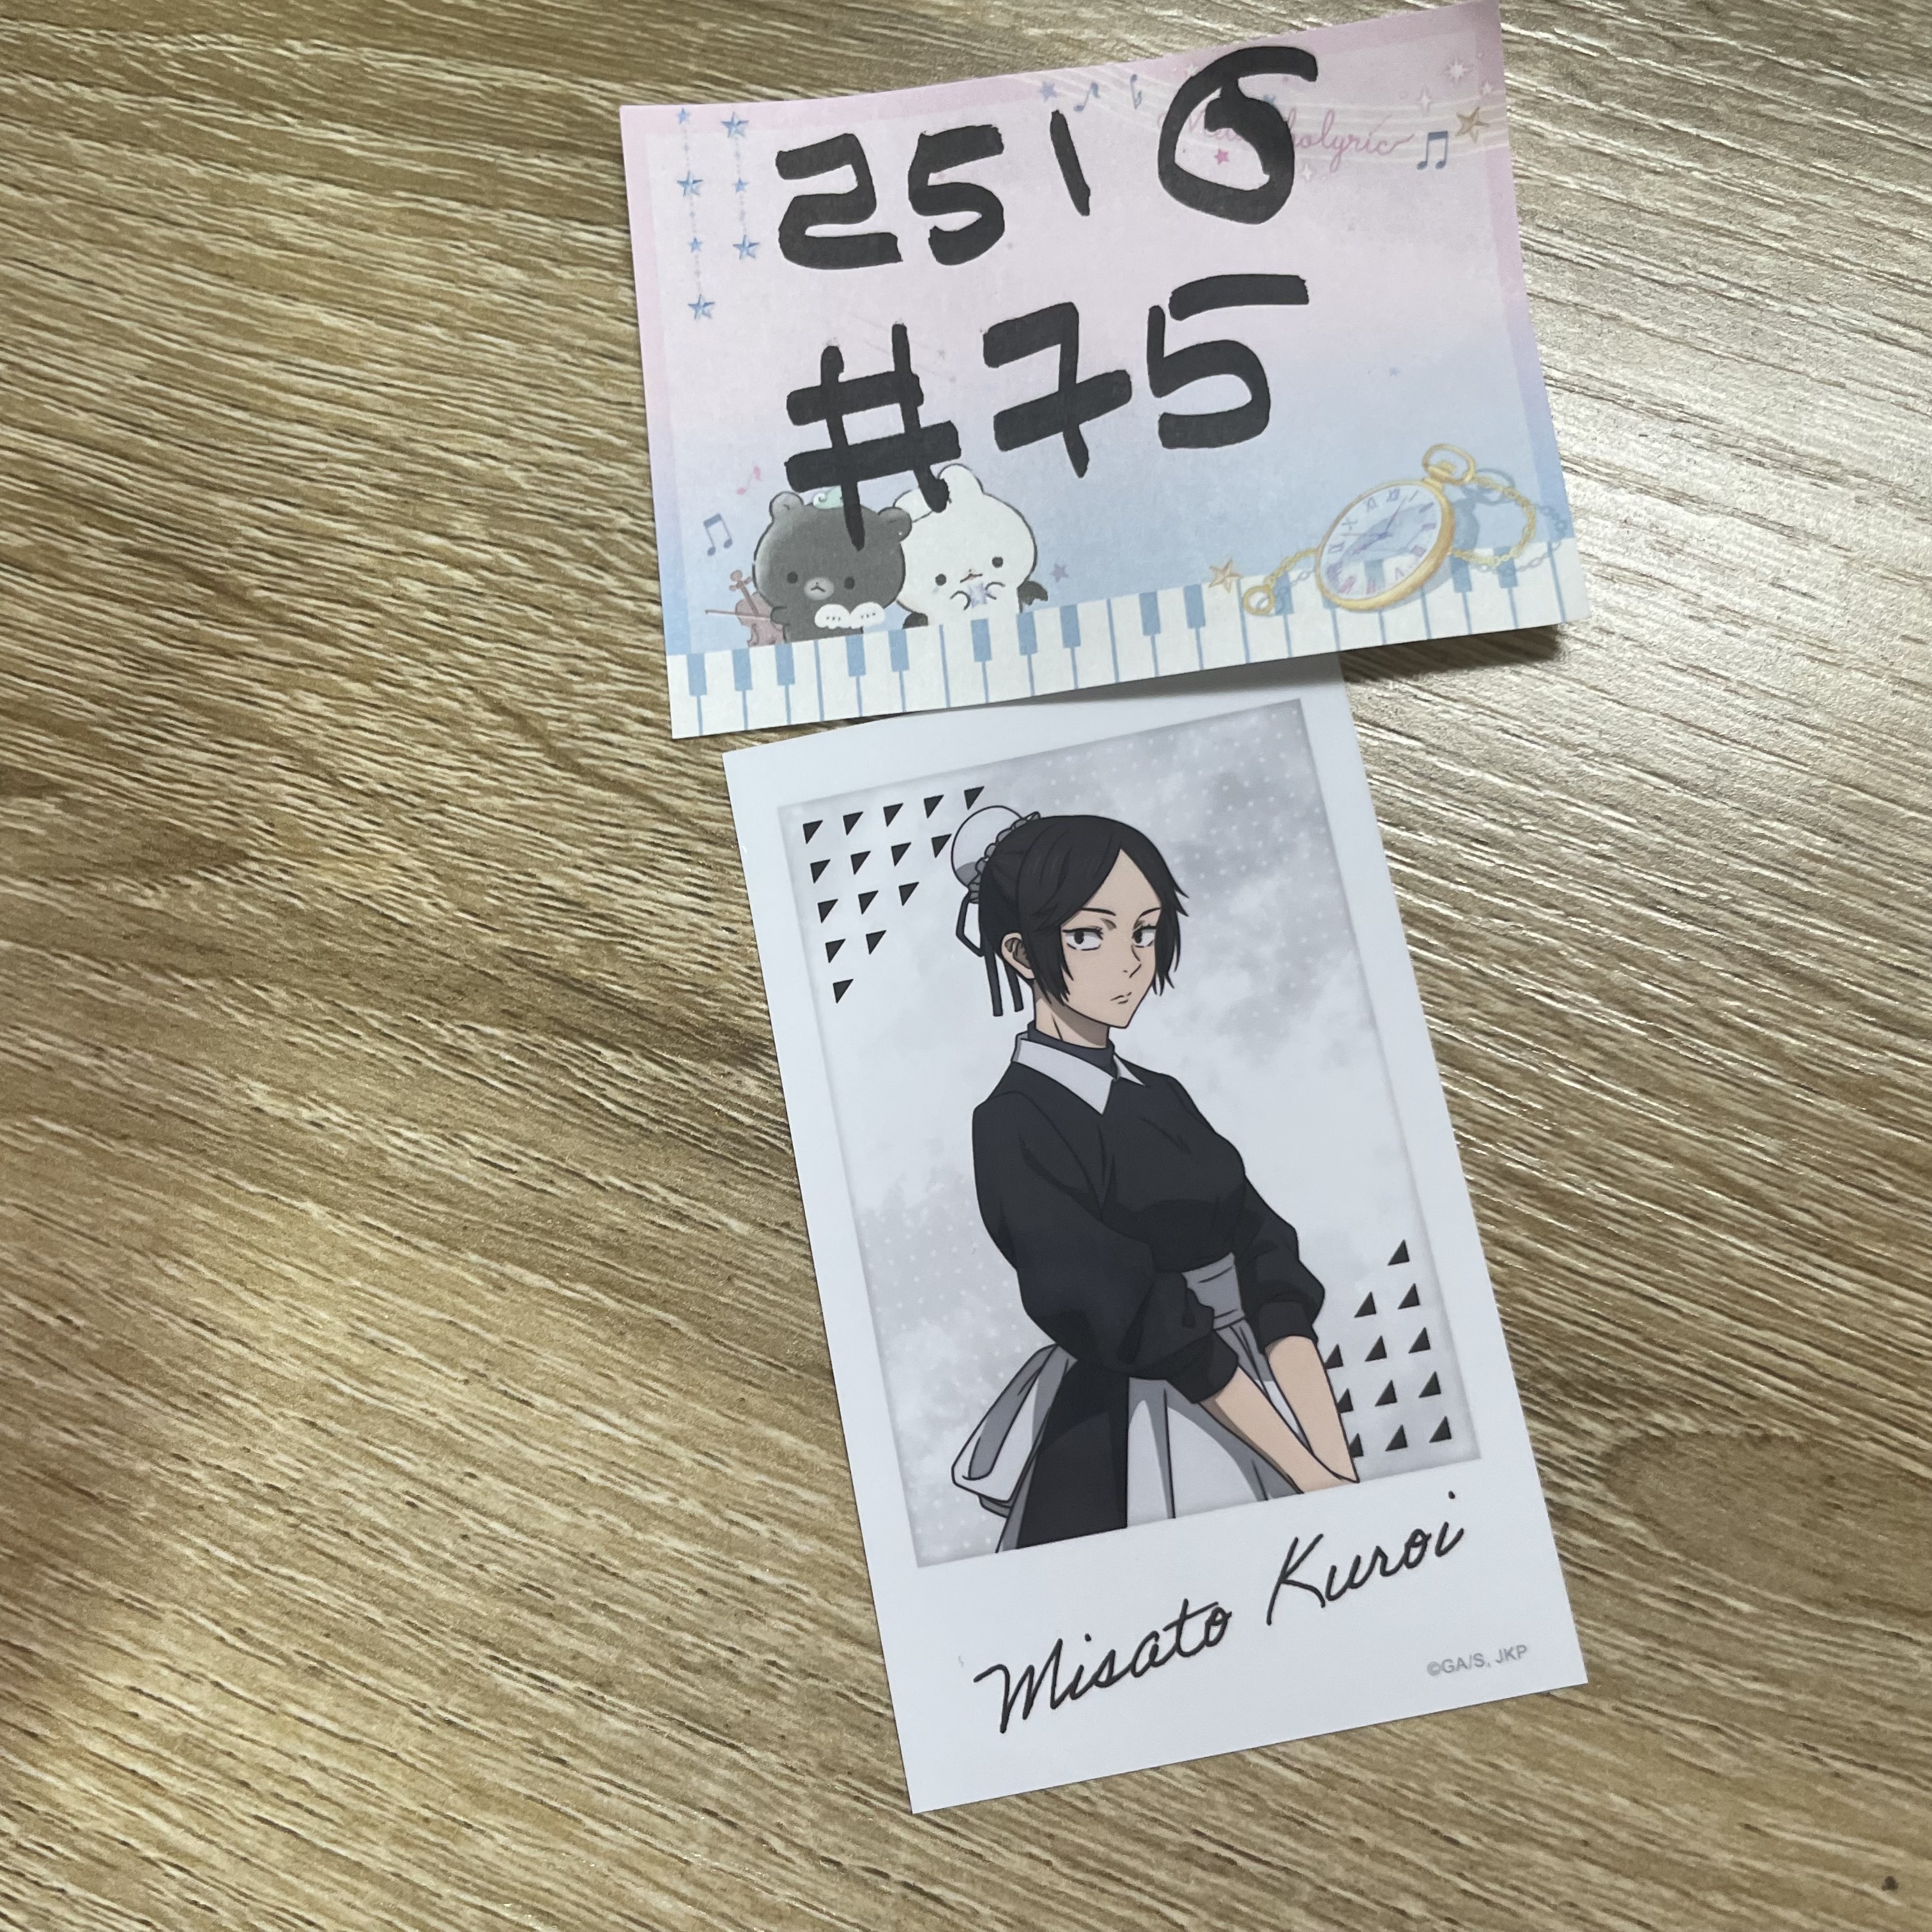 2516
#75
Misato Kuroi
©GA/S, JKP